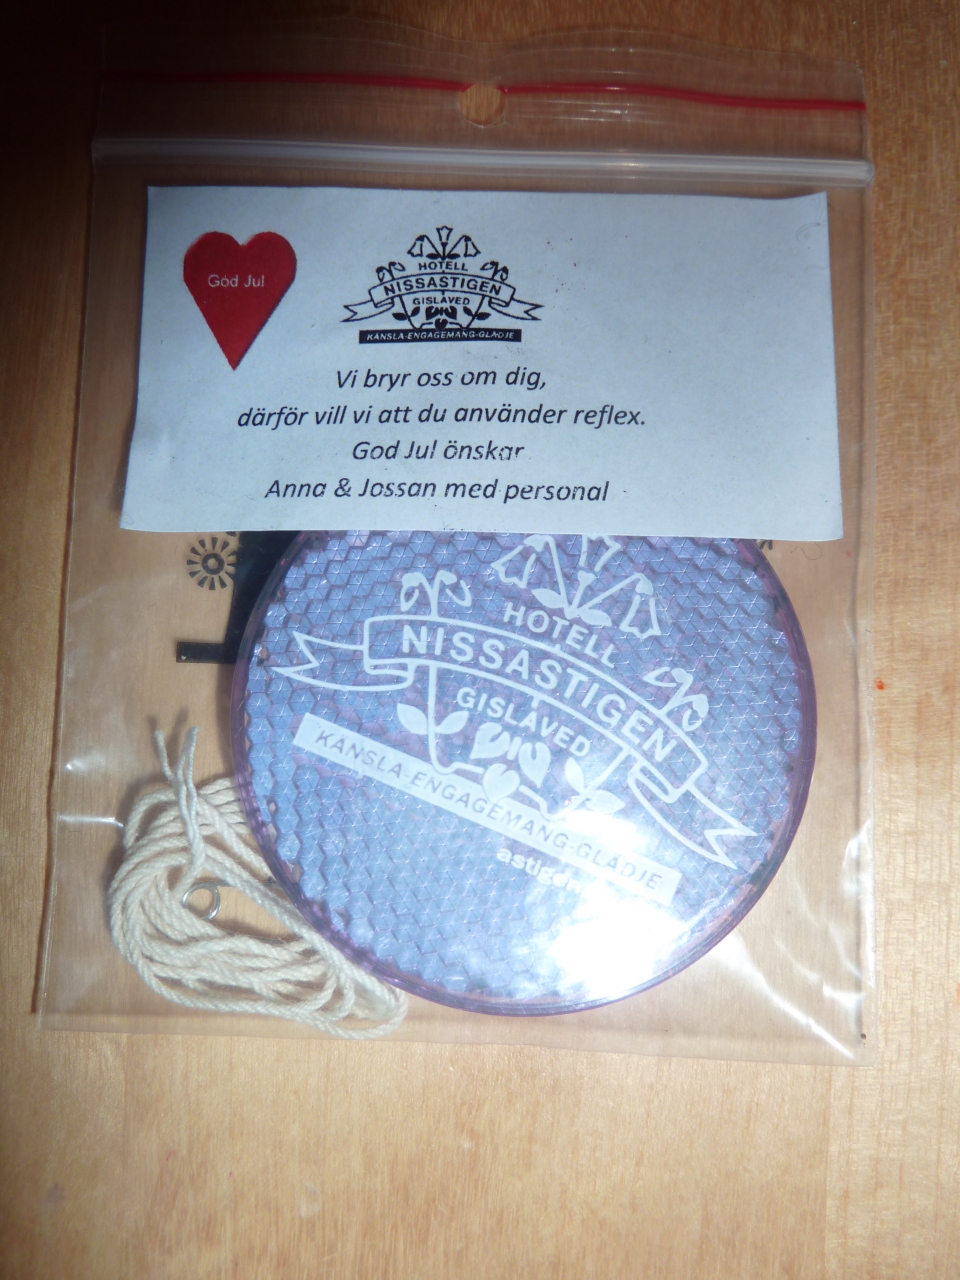 God Jul
HOTELL
NISSASTIGEN
GISLAVED
KÄNSLA-ENGAGEMANG-GLÄDJE
Vi bryr oss om dig,
därför vill vi att du använder reflex.
God Jul önskar
Anna & Jossan med personal
HOTELL
NISSASTIGEN
GISLAVED
KÄNSLA-ENGAGEMANG-GLÄDJE